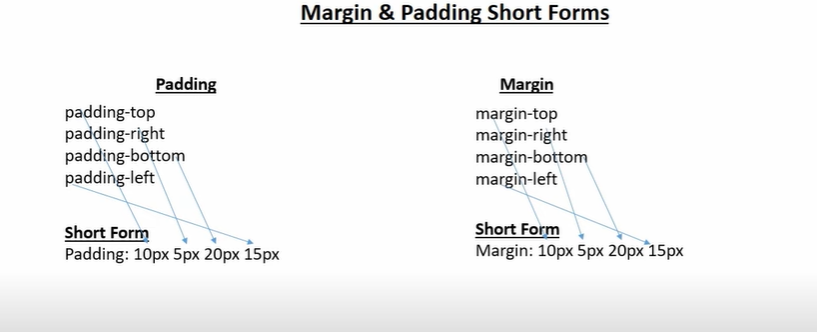 Margin & Padding Short Forms
Padding
padding-top
padding-right
padding-bottom
padding-left
Short Form
Padding: 10px 5px 20px 15px
Margin
margin-top
margin-right
margin-bottom
margin-left
Short Form
Margin: 10px 5px 20px 15px